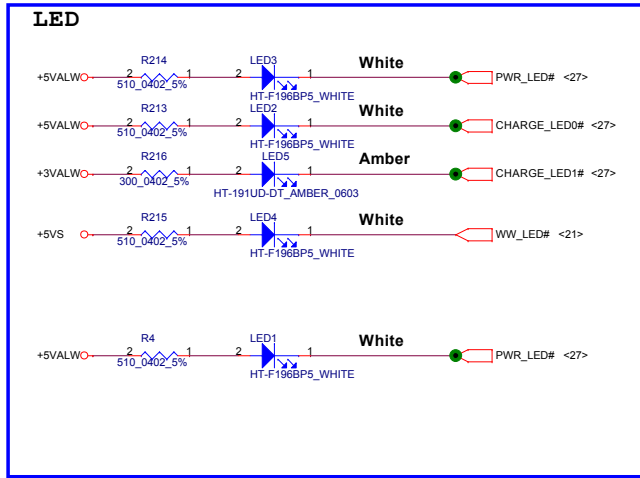 LED
R214 LED3 White
+5VALW 2 1 2 1 PWR_LED# <27>
510_0402_5% HT-F196BP5_WHITE
R213 LED2 White
+5VALW 2 1 2 1 CHARGE_LED0# <27>
510_0402_5% HT-F196BP5_WHITE
R216 LED5 Amber
+3VALW 2 1 2 1 CHARGE_LED1# <27>
300_0402_5% HT-191UD-DT_AMBER_0603
R215 LED4 White
+5VS 2 1 2 1 WW_LED# <21>
510_0402_5% HT-F196BP5_WHITE
R4 LED1 White
+5VALW 2 1 2 1 PWR_LED# <27>
510_0402_5% HT-F196BP5_WHITE